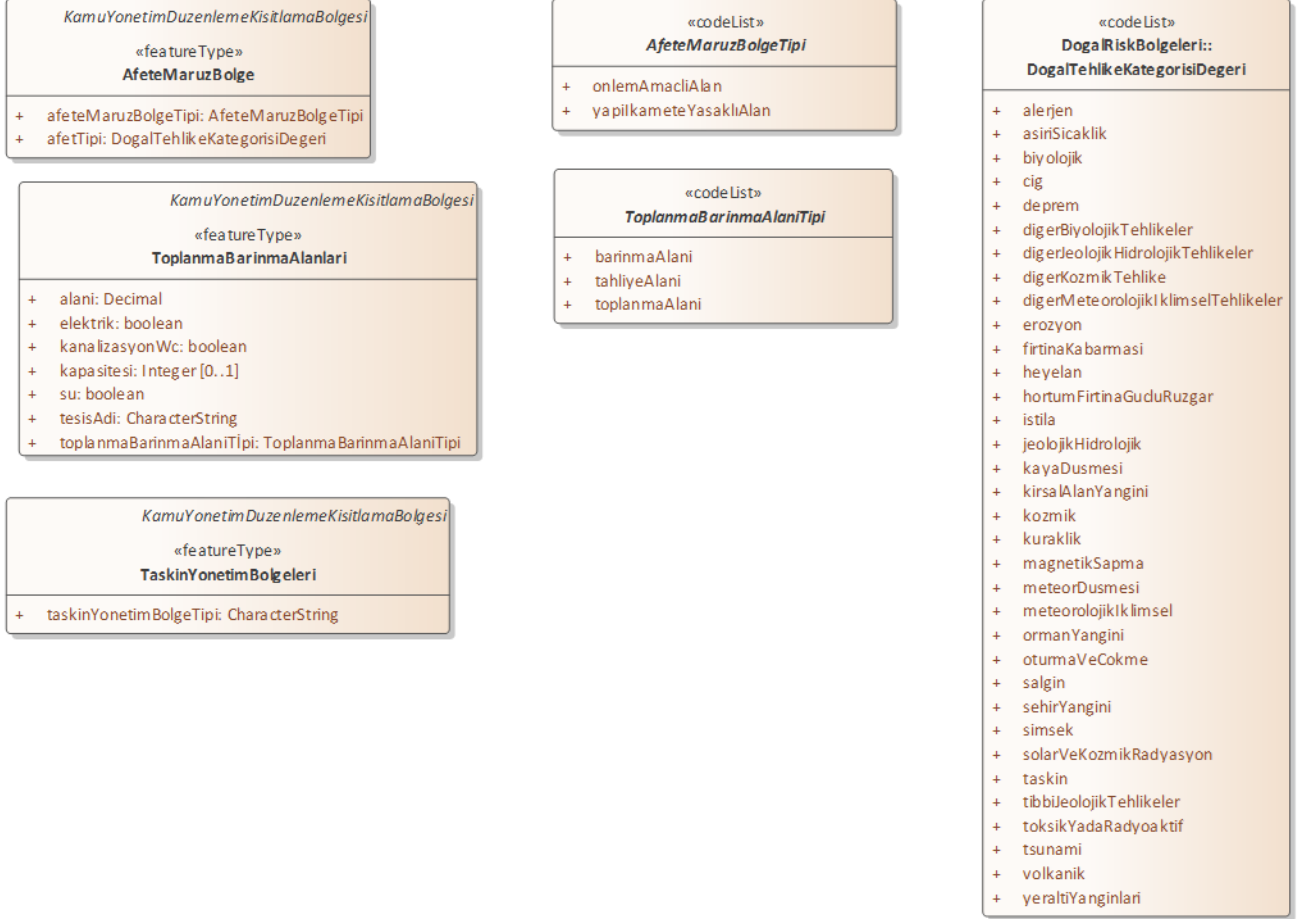 KamuYonetimDuzenlemeKisitlamaBolgesi
«featureType»
AfeteMaruzBolge
+ afeteMaruzBolgeTipi: AfeteMaruzBolgeTipi
+ afetTipi: DogalTehlikeKategorisiDegeri
KamuYonetimDuzenlemeKisitlamaBolgesi
«featureType»
ToplanmaBarinmaAlanlari
+ alani: Decimal
+ elektrik: boolean
+ kanalizasyonWc: boolean
+ kapasitesi: Integer [0..1]
+ su: boolean
+ tesisAdi: CharacterString
+ toplanmaBarinmaAlaniTİpi: ToplanmaBarinmaAlaniTipi
KamuYonetimDuzenlemeKisitlamaBolgesi
«featureType»
TaskinYonetimBolgeleri
+ taskinYonetimBolgeTipi: CharacterString
«codeList»
AfeteMaruzBolgeTipi
+ onlemAmacliAlan
+ yapiIkameteYasaklıAlan
«codeList»
ToplanmaBarinmaAlaniTipi
+ barinmaAlani
+ tahliyeAlani
+ toplanmaAlani
«codeList»
DogalRiskBolgeleri::
DogalTehlikeKategorisiDegeri
+ alerjen
+ asiriSicaklik
+ biyolojik
+ cig
+ deprem
+ digerBiyolojikTehlikeler
+ digerJeolojikHidrolojikTehlikeler
+ digerKozmikTehlike
+ digerMeteorolojikIklimselTehlikeler
+ erozyon
+ firtinaKabarmasi
+ heyelan
+ hortumFirtinaGucluRuzgar
+ istila
+ jeolojikHidrolojik
+ kayaDusmesi
+ kirsalAlanYangini
+ kozmik
+ kuraklik
+ magnetikSapma
+ meteorDusmesi
+ meteorolojikIklimsel
+ ormanYangini
+ oturmaVeCokme
+ salgin
+ sehirYangini
+ simsek
+ solarVeKozmikRadyasyon
+ taskin
+ tibbiJeolojikTehlikeler
+ toksikYadaRadyoaktif
+ tsunami
+ volkanik
+ yeraltiYanginlari